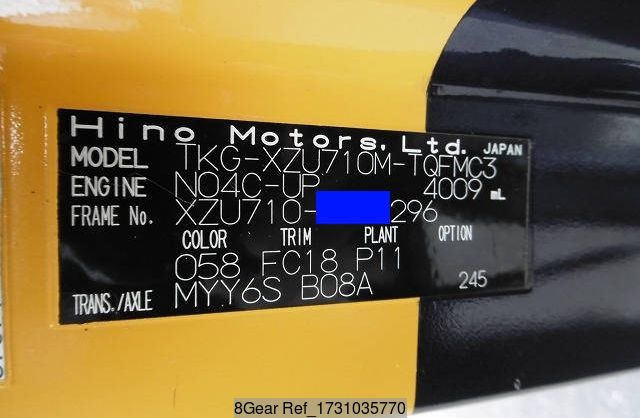 Hino Motors, Ltd. JAPAN
MODEL TKG-XZU710M-TQFMC3
ENGINE N04C-UP 4009 mL
FRAME No. XZU710- 296
COLOR TRIM PLANT OPTION
058 FC18 P11
TRANS./AXLE MYY6S B08A 245
8Gear Ref_1731035770